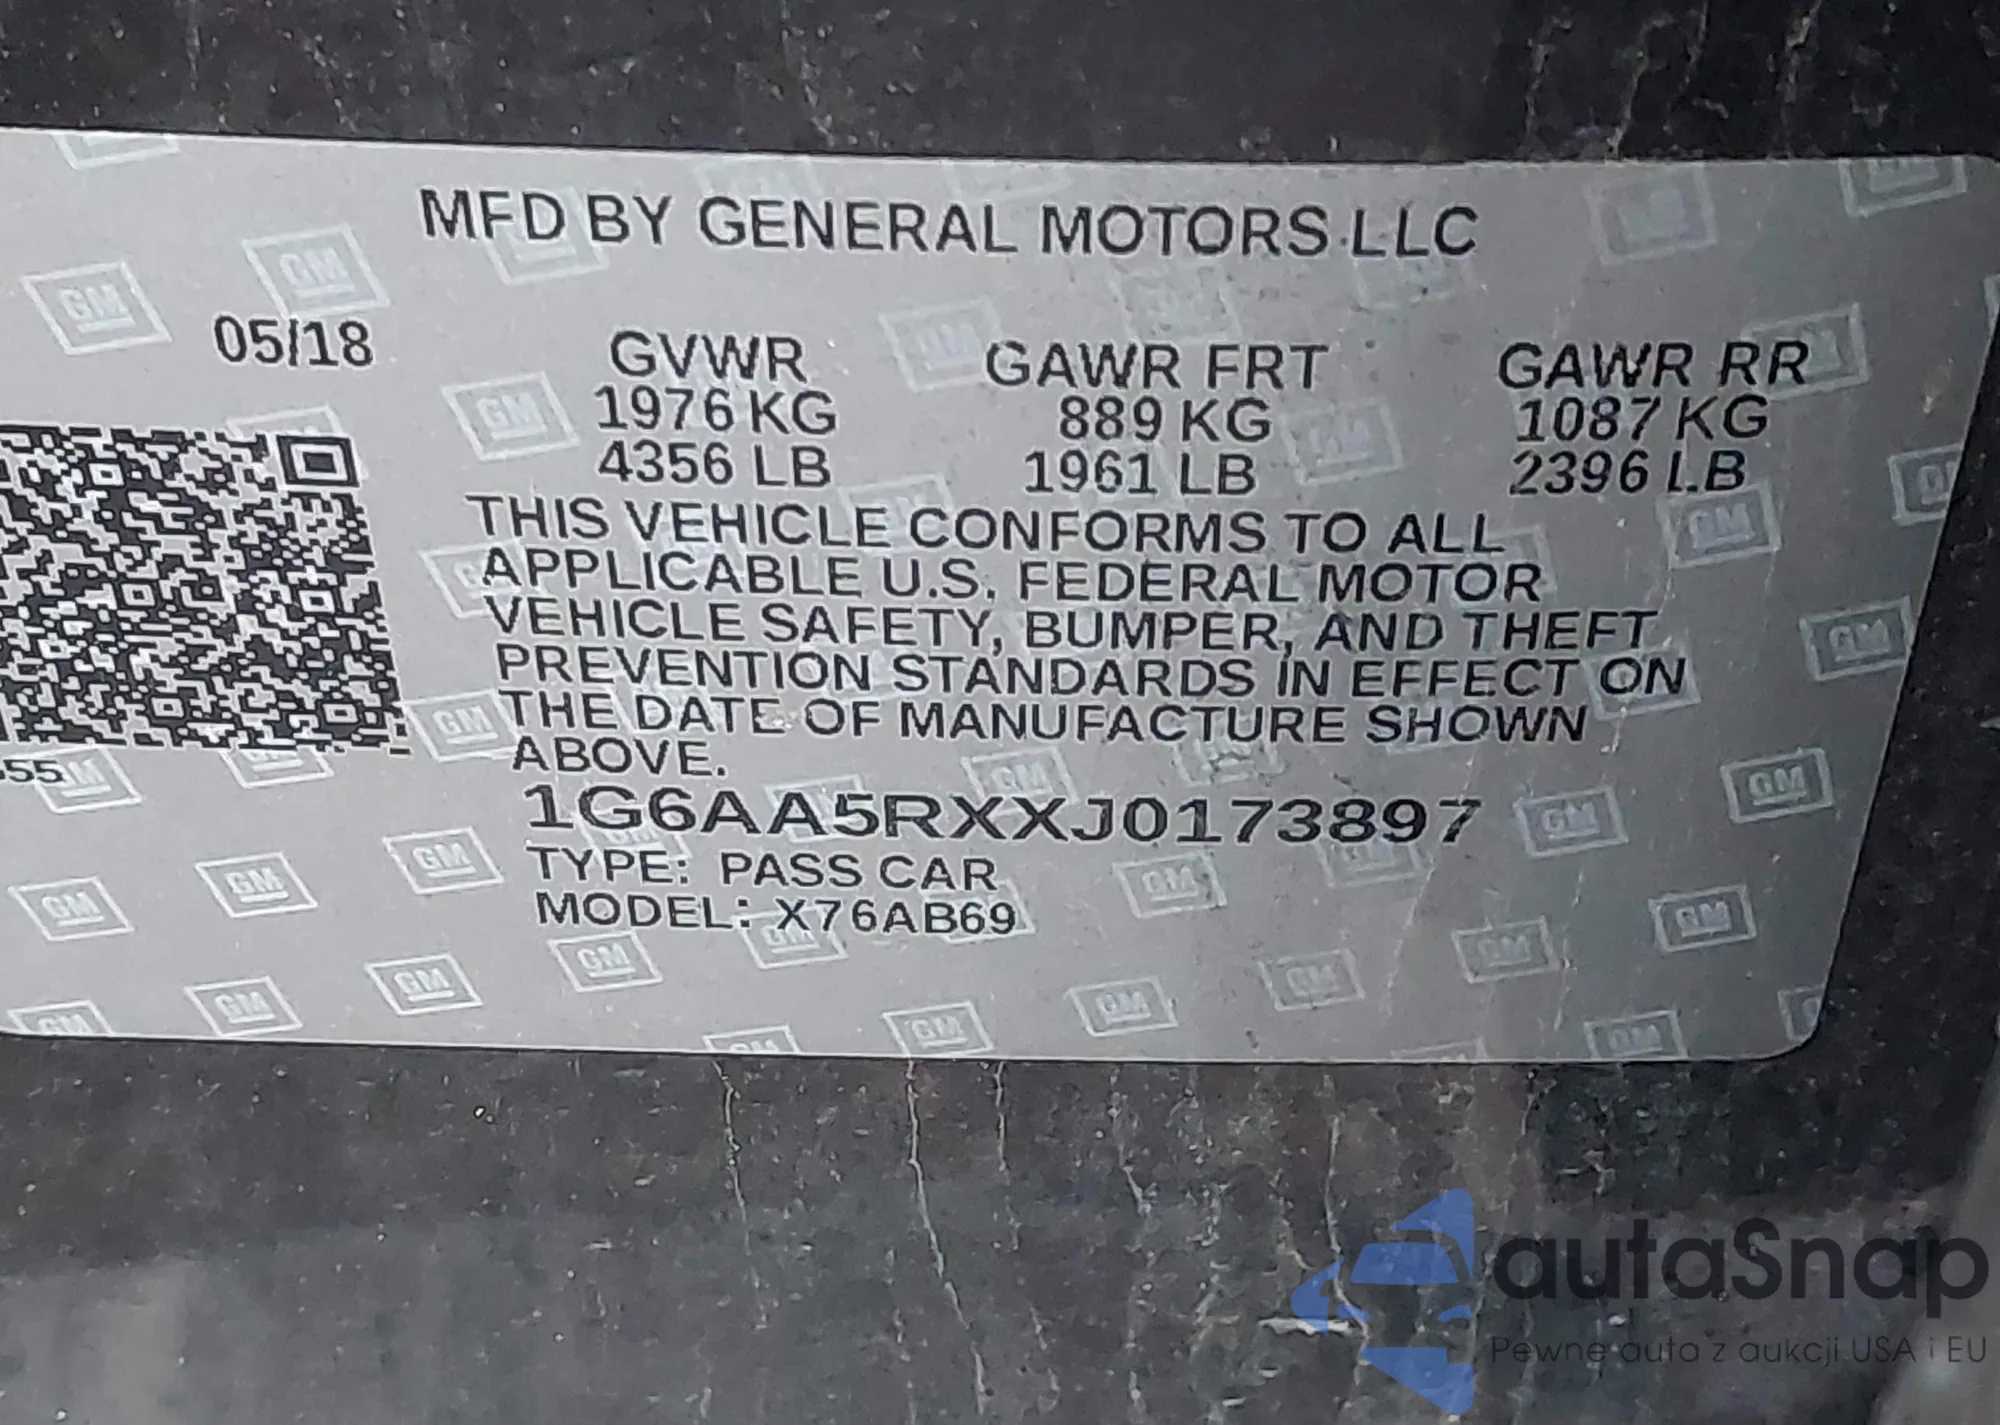 MFD BY GENERAL MOTORS LLC
05/18
GVWR GAWR FRT GAWR RR
1976 KG 889 KG 1087 KG
4356 LB 1961 LB 2396 LB
THIS VEHICLE CONFORMS TO ALL
APPLICABLE U.S. FEDERAL MOTOR
VEHICLE SAFETY, BUMPER, AND THEFT
PREVENTION STANDARDS IN EFFECT ON
THE DATE OF MANUFACTURE SHOWN
ABOVE.
55
1G6AA5RXXJ0173897
TYPE: PASS CAR
MODEL: X76AB69
GM
autaSnap
Pewne auta z aukcji USA i EU